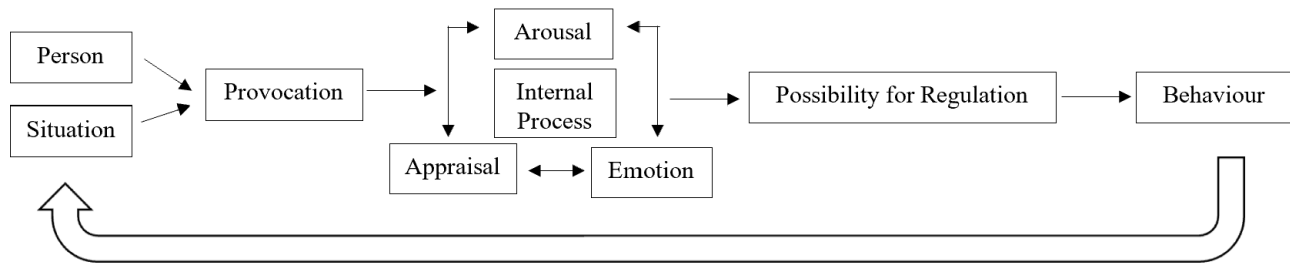 Person
Situation
Provocation
Arousal
Internal
Process
Appraisal
Emotion
Possibility for Regulation
Behaviour